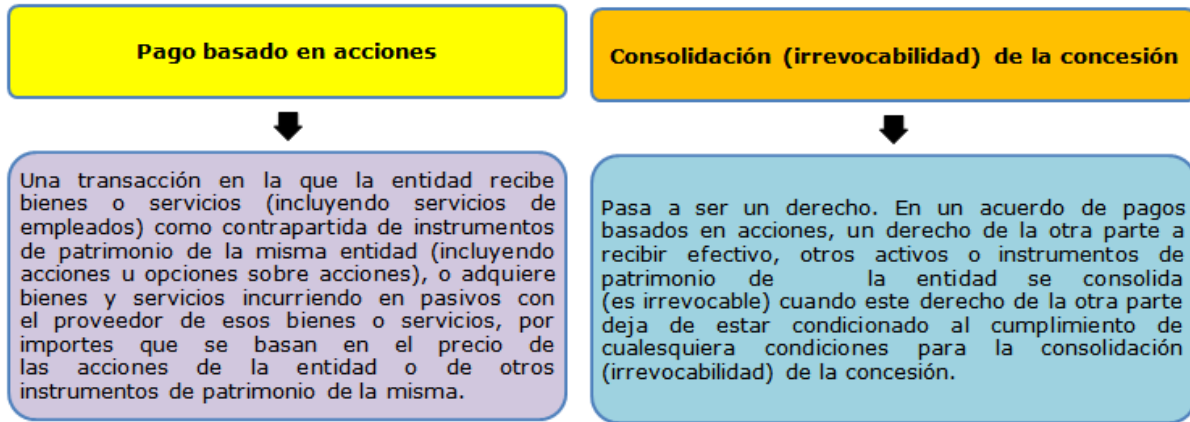 Pago basado en acciones
Una transacción en la que la entidad recibe
bienes o servicios (incluyendo servicios de
empleados) como contrapartida de instrumentos
de patrimonio de la misma entidad (incluyendo
acciones u opciones sobre acciones), o adquiere
bienes y servicios incurriendo en pasivos con
el proveedor de esos bienes o servicios, por
importes que se basan en el precio de
las acciones de la entidad o de otros
instrumentos de patrimonio de la misma.
Consolidación (irrevocabilidad) de la concesión
Pasa a ser un derecho. En un acuerdo de pagos
basados en acciones, un derecho de la otra parte a
recibir efectivo, otros activos o instrumentos de
patrimonio de la entidad se consolida
(es irrevocable) cuando este derecho de la otra parte
deja de estar condicionado al cumplimiento de
cualesquiera condiciones para la consolidación
(irrevocabilidad) de la concesión.